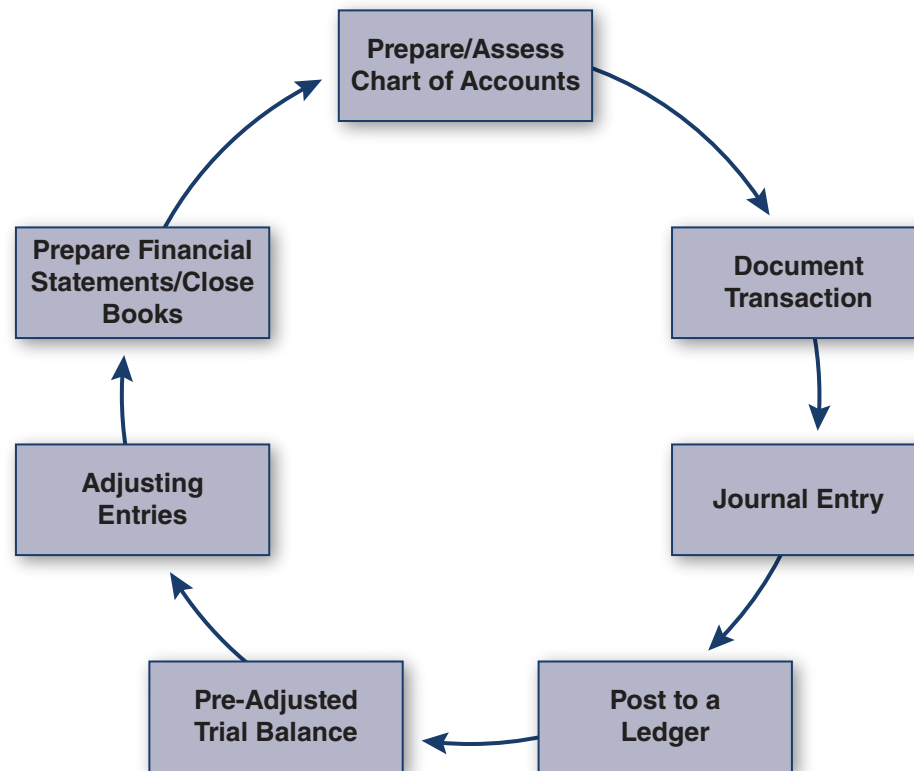 Prepare/Assess
Chart of Accounts
Document
Transaction
Journal Entry
Post to a
Ledger
Pre-Adjusted
Trial Balance
Adjusting
Entries
Prepare Financial
Statements/Close
Books